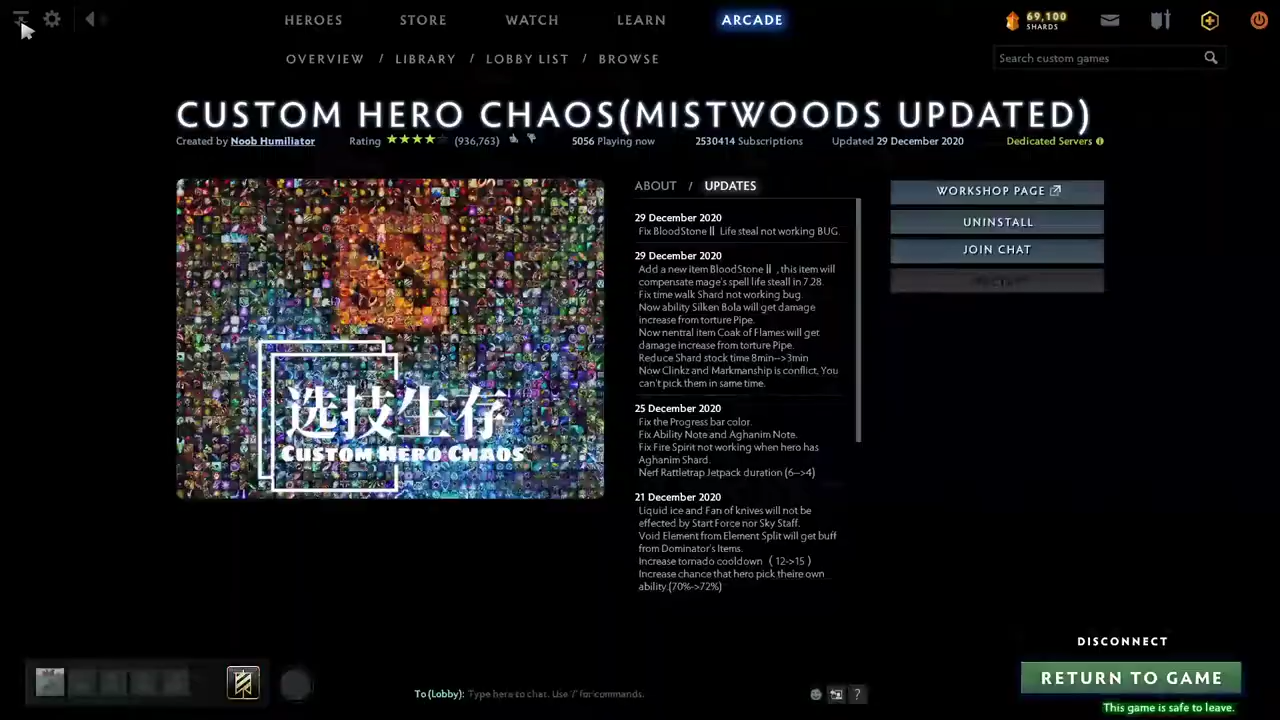 HEROES STORE WATCH LEARN ARCADE
69,100
SHARDS
OVERVIEW / LIBRARY / LOBBY LIST / BROWSE
Search custom games
CUSTOM HERO CHAOS(MISTWOODS UPDATED)
Created by Noob Humiliator Rating (936,763) 5056 Playing now 2530414 Subscriptions Updated 29 December 2020 Dedicated Servers
ABOUT / UPDATES
29 December 2020
Fix BloodStoneⅡ Life steal not working BUG.
29 December 2020
Add a new item BloodStoneⅡ , this item will
compensate mage's spell life steall in 7.28.
Fix time walk Shard not working bug.
Now ability Silken Bola will get damage
increase from torture Pipe.
Now nentral item Coak of Flames will get
damage increase from torture Pipe.
Reduce Shard stock time 8min-->3min
Now Clinkz and Markmanship is conflict, You
can't pick them in same time.
25 December 2020
Fix the Progress bar color.
Fix Ability Note and Aghanim Note.
Fix Fire Spirit not working when hero has
Aghanim Shard.
Nerf Rattletrap Jetpack duration (6-->4)
21 December 2020
Liquid ice and Fan of knives will not be
effected by Start Force nor Sky Staff.
Void Element from Element Split will get buff
from Dominator's Items.
Increase tornado cooldown （12->15）
Increase chance that hero pick theire own
ability.(70%->72%)
WORKSHOP PAGE
UNINSTALL
JOIN CHAT
选技生存
CUSTOM HERO CHAOS
DISCONNECT
RETURN TO GAME
This game is safe to leave.
To (Lobby): Type here to chat. Use '/' for commands.
?